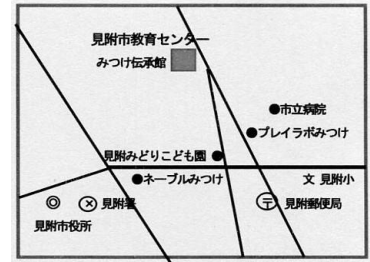 見附市教育センター
みつけ伝承館
●市立病院
●プレイラボみつけ
見附みどりこども園●
●ネーブルみつけ
文 見附小
◎
見附市役所
見附署
〒
見附郵便局